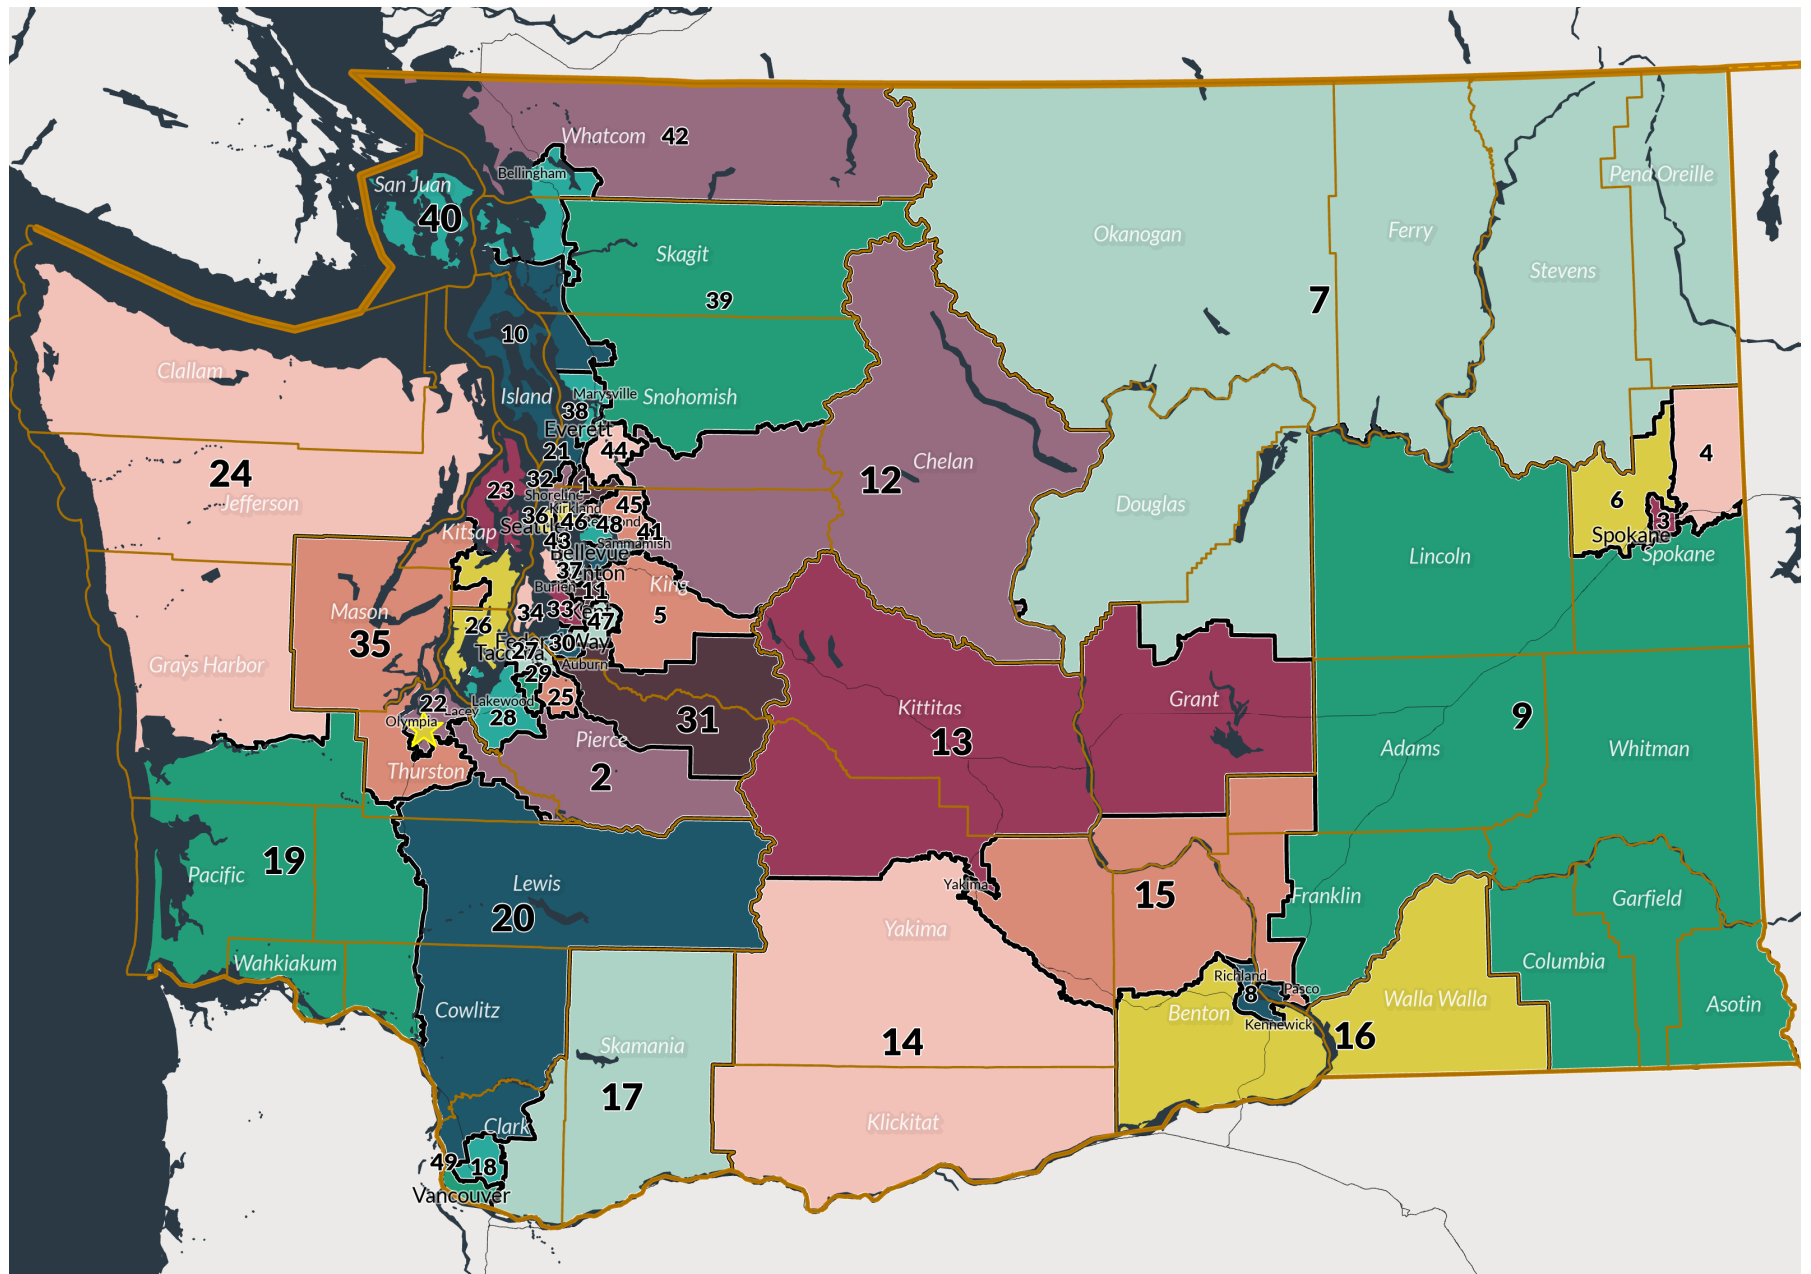 Whatcom 42
Bellingham
San Juan
40
Pend Oreille
Okanogan
Ferry
Stevens
Skagit
39
7
10
Clallam
Island
Marysville
Snohomish
38
Everett
21
44
4
24
Jefferson
23
32
1
Shoreline
Kirkland
45
Chelan
12
Douglas
6
3
Spokane
Spokane
Kitsap
36
46
48
41
43
Sammamish
Bellevue
Lincoln
37
King
Burien
11
Mason
35
34
33
47
5
26
30
27
Auburn
Grays Harbor
29
25
Lakewood
28
22
Lacey
Olympia
31
Kittitas
13
Grant
9
Adams
Whitman
Pierce
2
Thurston
Pacific
19
Lewis
20
Yakima
Yakima
15
Franklin
Garfield
Wahkiakum
Columbia
Richland
8
Pasco
Benton
Kennewick
Walla Walla
16
Asotin
Cowlitz
Skamania
17
14
Klickitat
Clark
49
18
Vancouver